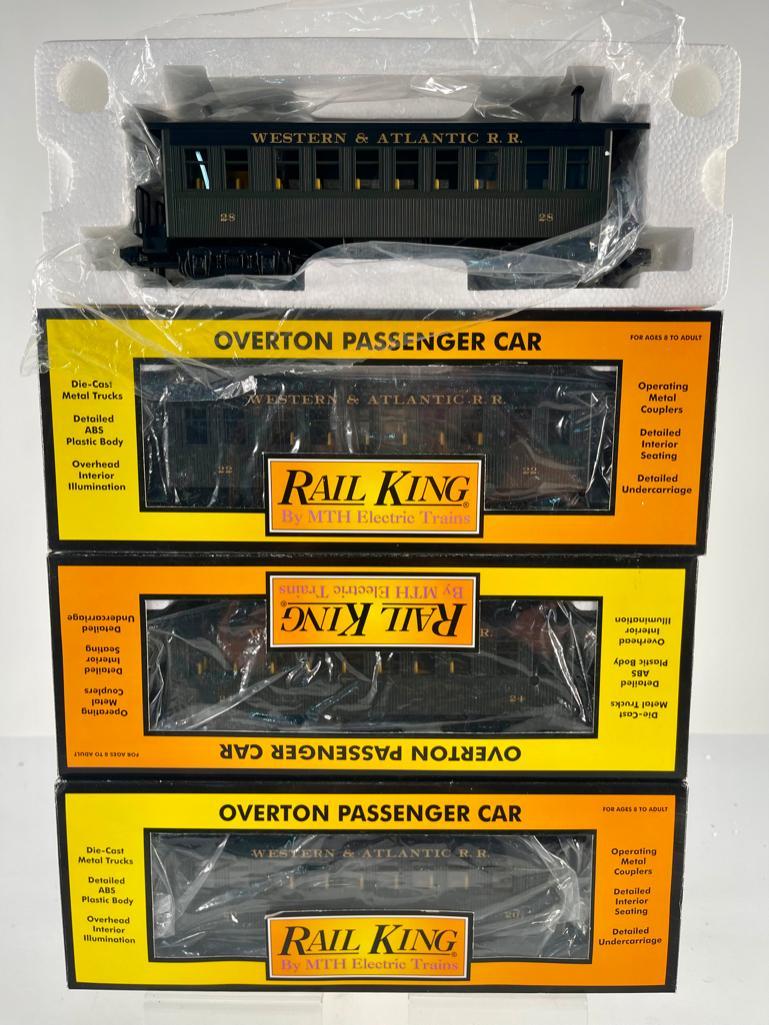 WESTERN & ATLANTIC R. R.
28
28
OVERTON PASSENGER CAR
FOR AGES 8 TO ADULT
Die-Cast
Metal Trucks
Detailed
ABS
Plastic Body
Overhead
Interior
Illumination
WESTERN & ATLANTIC R.R.
22
22
RAIL KING®
By MTH Electric Trains
Operating
Metal
Couplers
Detailed
Interior
Seating
Detailed
Undercarriage
OVERTON PASSENGER CAR
FOR AGES 8 TO ADULT
Die-Cast
Metal Trucks
Detailed
ABS
Plastic Body
Overhead
Interior
Illumination
R.
24
RAIL KING®
By MTH Electric Trains
Operating
Metal
Couplers
Detailed
Interior
Seating
Detailed
Undercarriage
OVERTON PASSENGER CAR
FOR AGES 8 TO ADULT
Die-Cast
Metal Trucks
Detailed
ABS
Plastic Body
Overhead
Interior
Illumination
WESTERN & ATLANTIC R.R.
RAIL KING®
By MTH Electric Trains
Operating
Metal
Couplers
Detailed
Interior
Seating
Detailed
Undercarriage